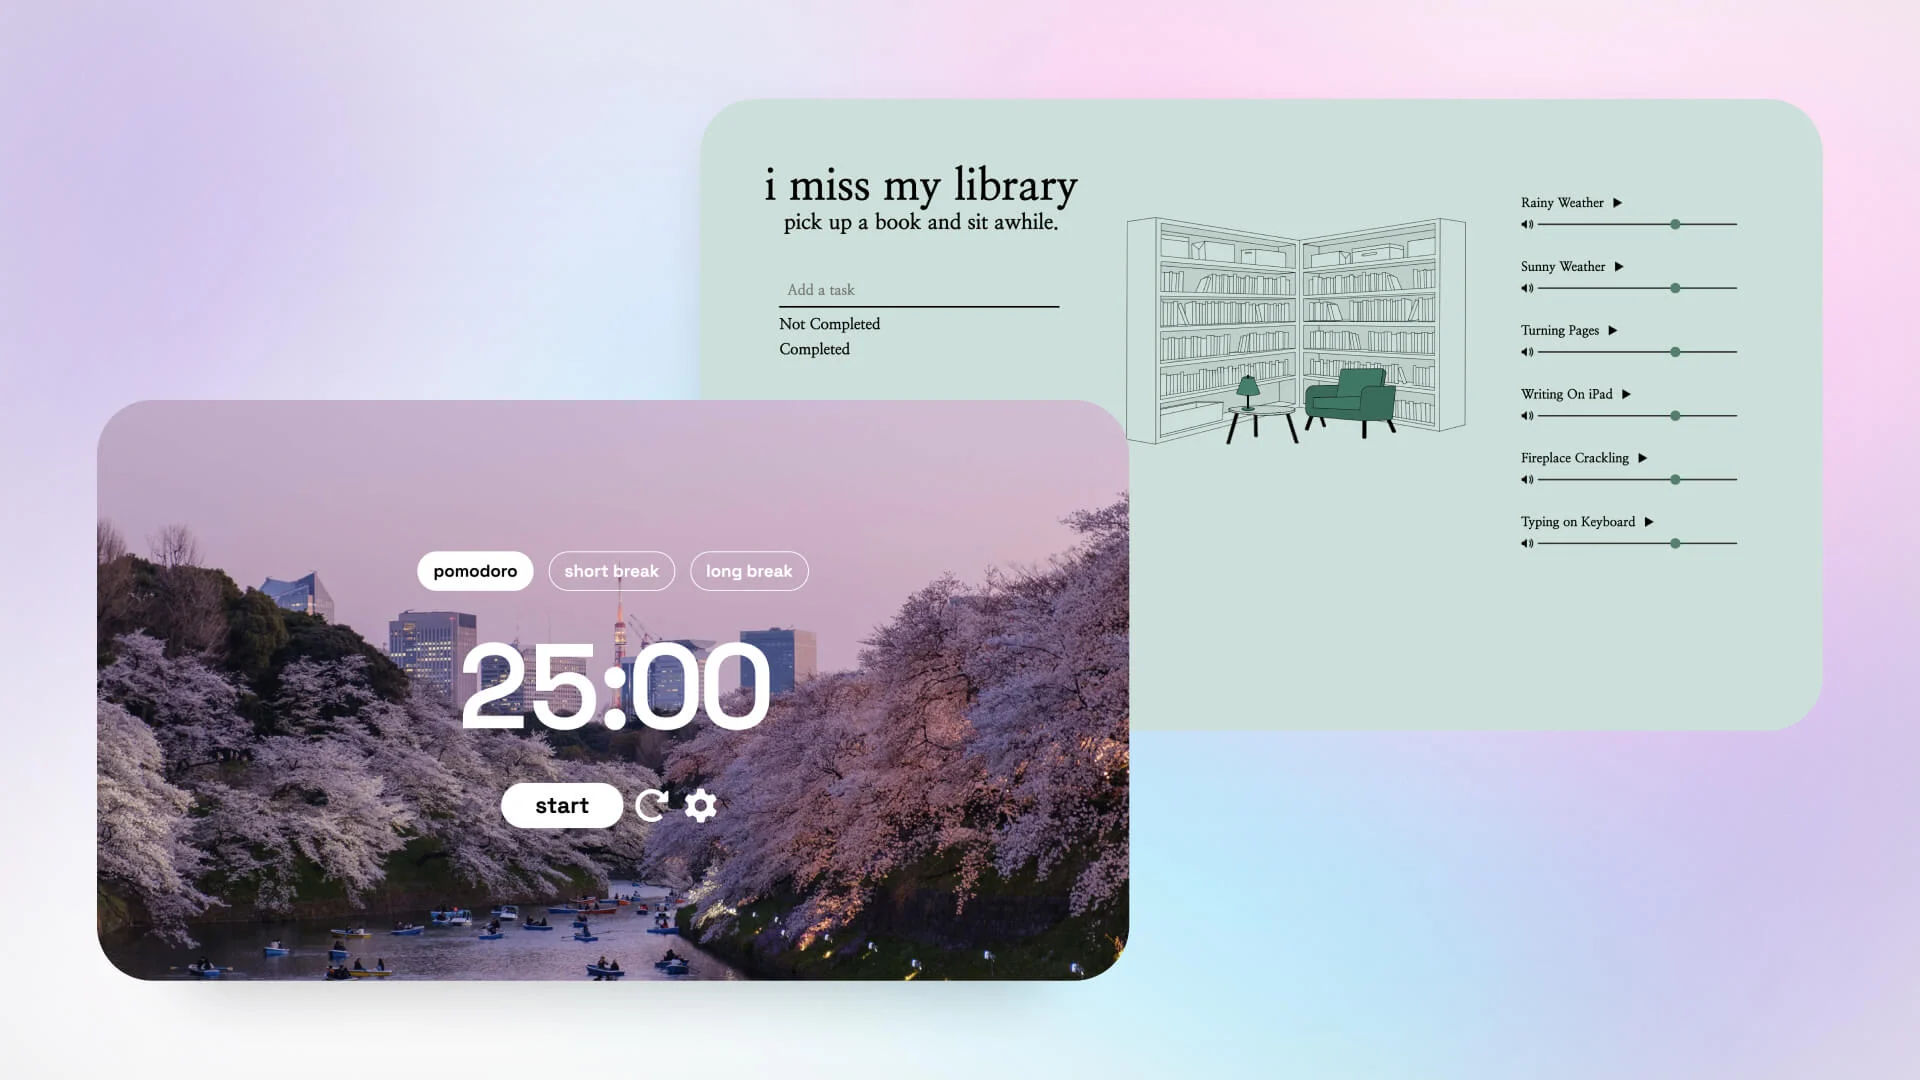 i miss my library
pick up a book and sit awhile.
Add a task
Not Completed
Completed
Rainy Weather
Sunny Weather
Turning Pages
Writing On iPad
Fireplace Crackling
Typing on Keyboard
pomodoro
short break
long break
25:00
start